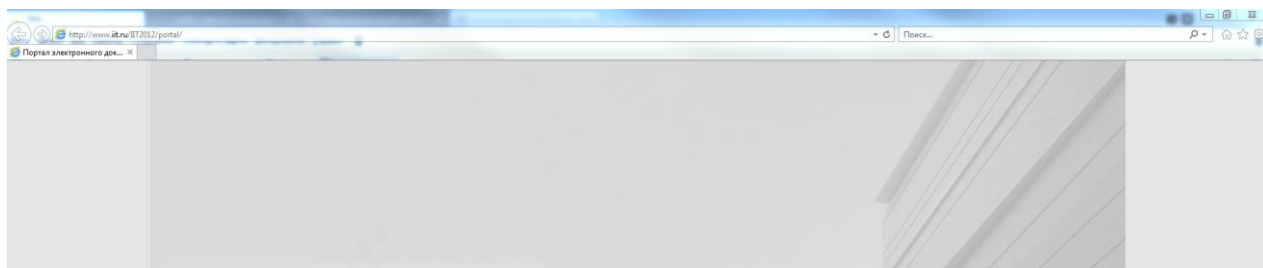 http://www.iit.ru/IIT2012/portal/
Поиск...
Портал электронного док...